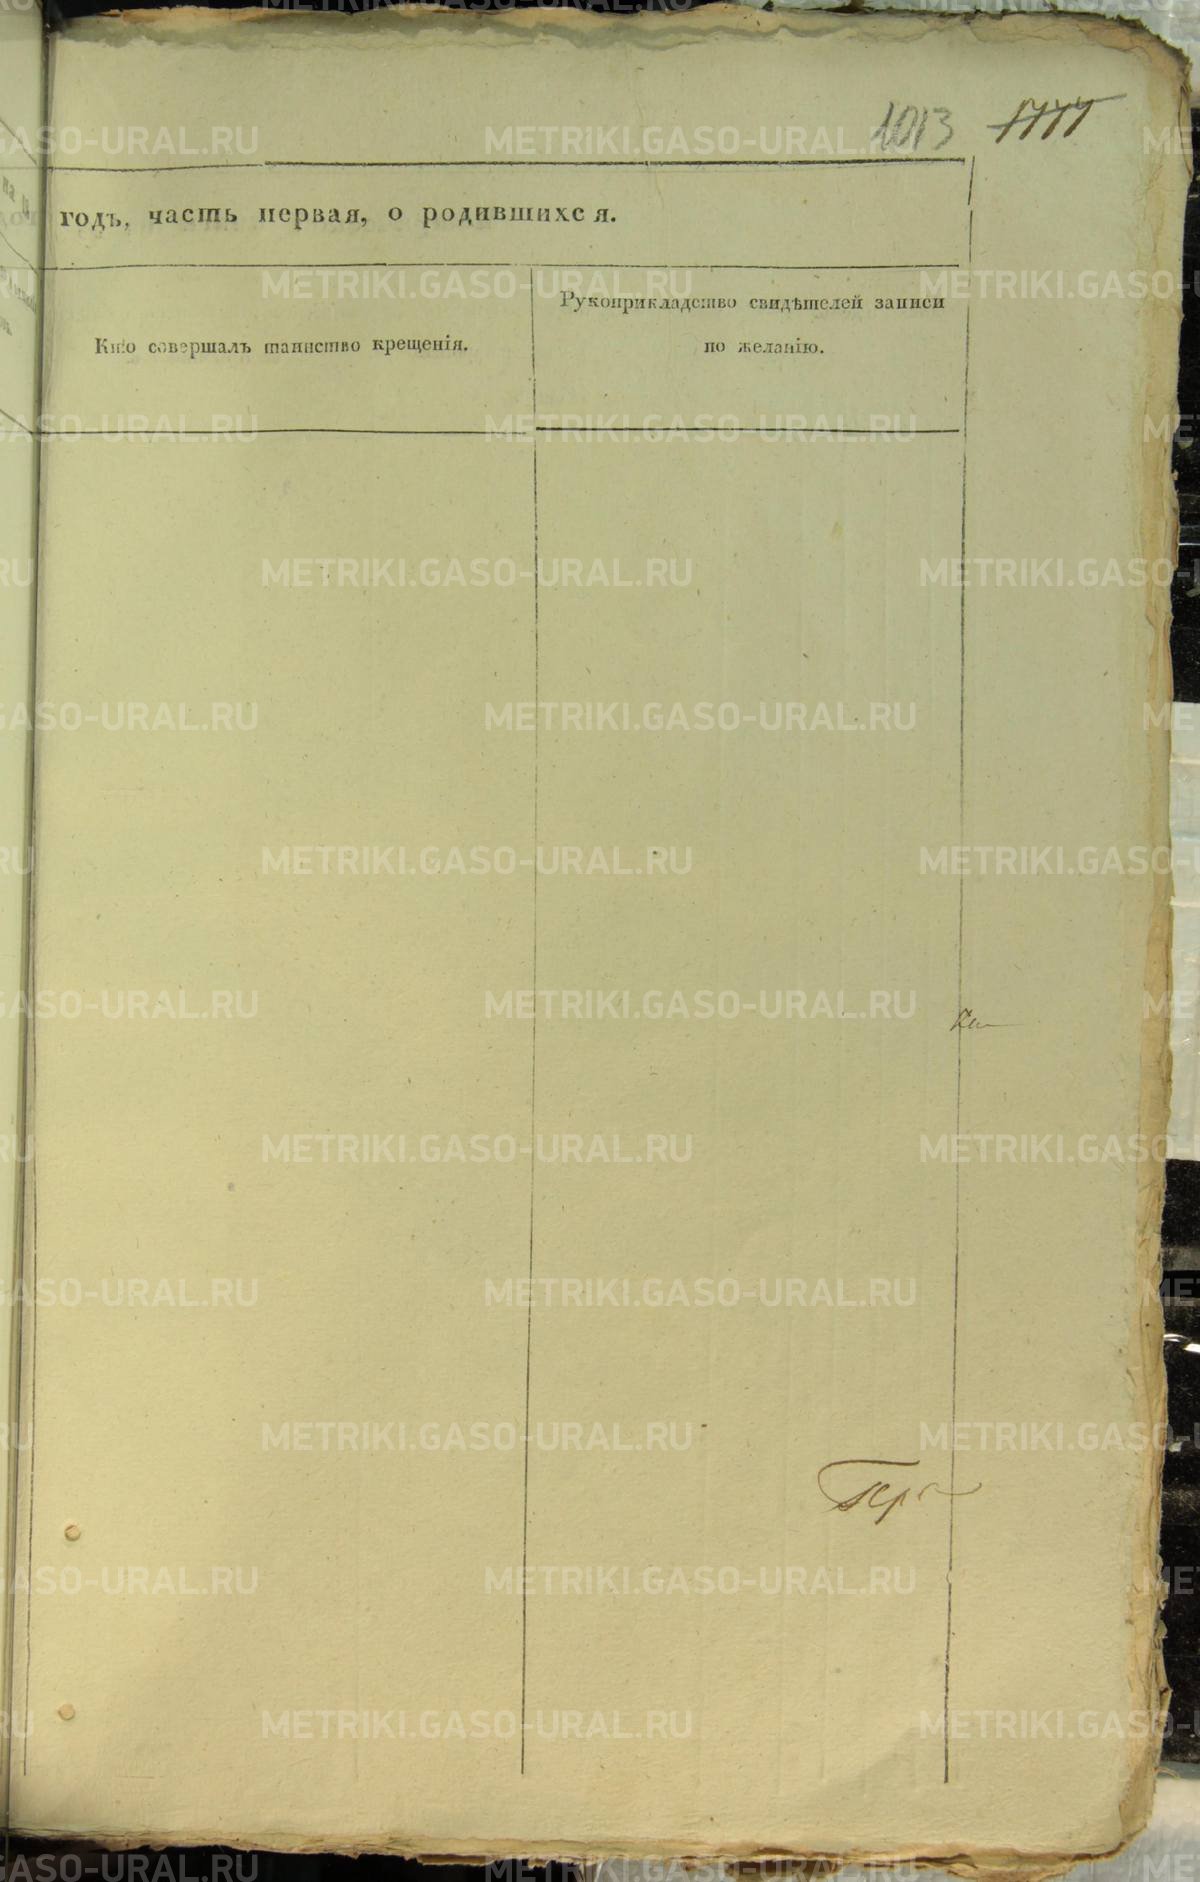 1013 1777
годъ, часть первая, о родившихся.
Кто совершалъ таинство крещенія.
Рукоприкладство свидѣтелей записи
по желанію.